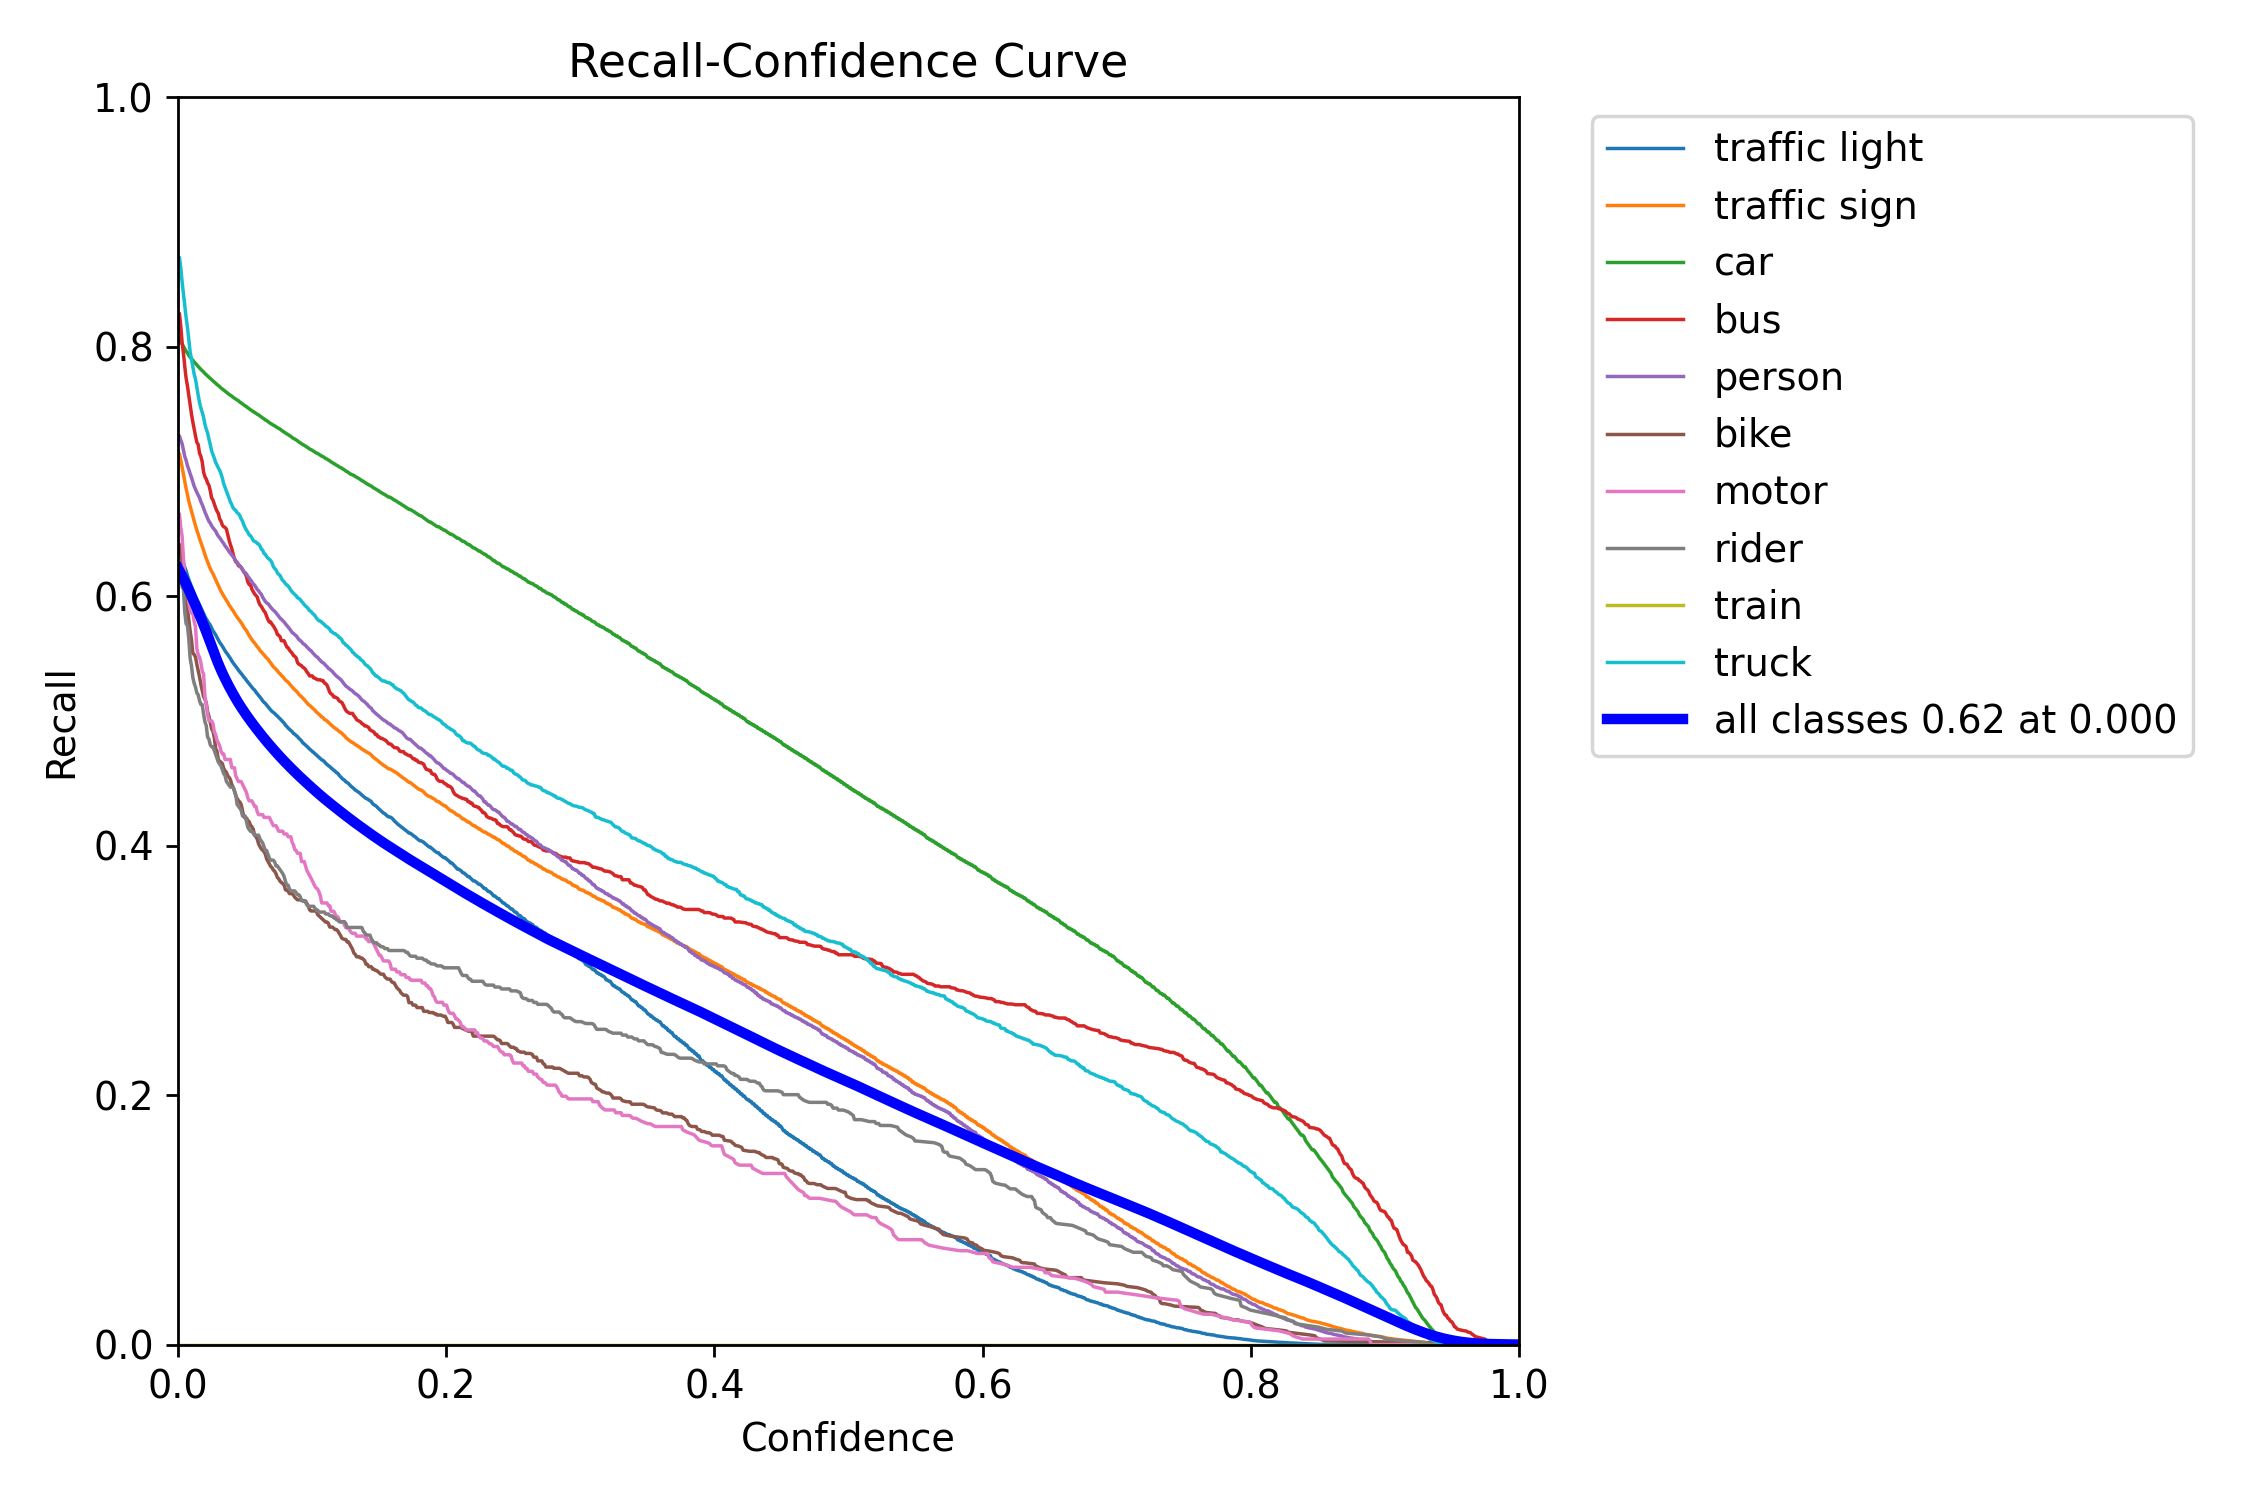 Recall-Confidence Curve
1.0
0.8
0.6
0.4
0.2
0.0
Recall
0.0 0.2 0.4 0.6 0.8 1.0
Confidence
traffic light
traffic sign
car
bus
person
bike
motor
rider
train
truck
all classes 0.62 at 0.000